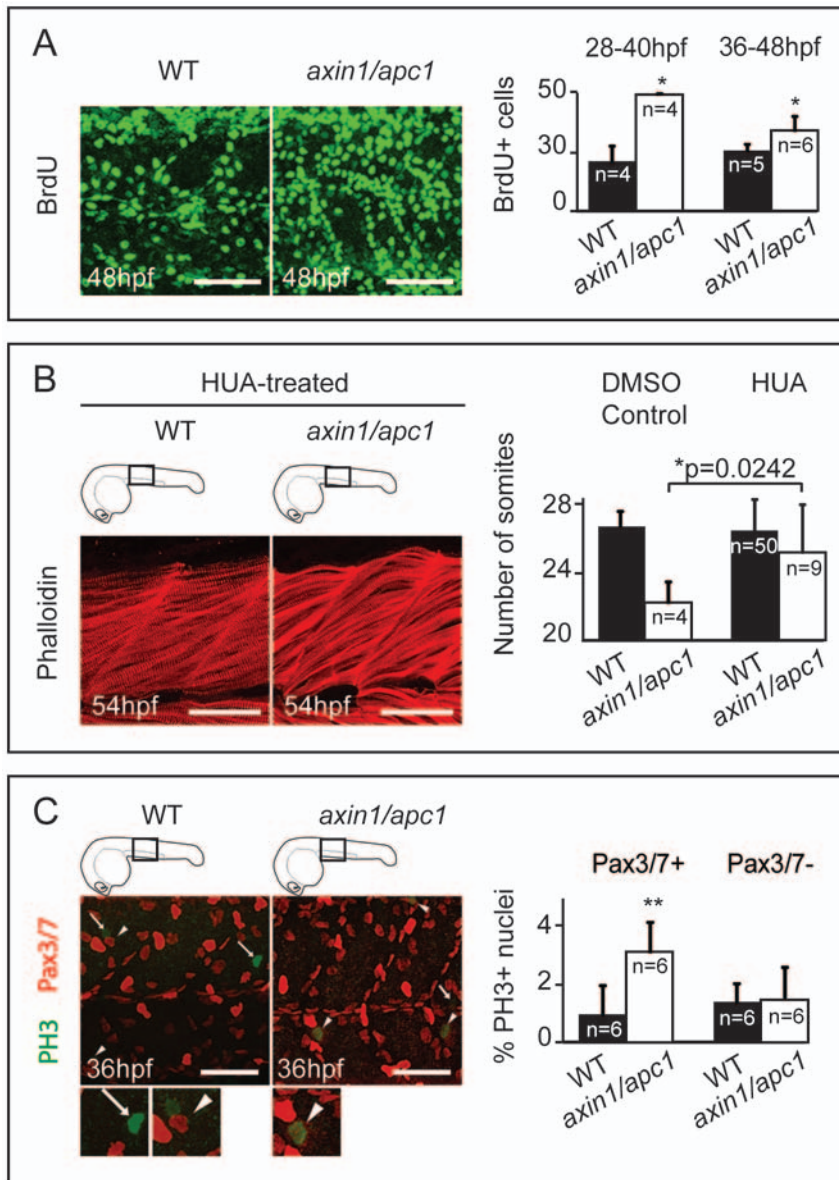 A
WT axin1/apc1
BrdU
48hpf 48hpf
28-40hpf 36-48hpf
BrdU+ cells
50
30
0
n=4 * n=4 n=5 * n=6
WT axin1/apc1 WT axin1/apc1
B
HUA-treated
WT axin1/apc1
Phalloidin
54hpf 54hpf
DMSO Control HUA
*p=0.0242
Number of somites
28
24
20
n=4 n=50 n=9
WT axin1/apc1 WT axin1/apc1
C
WT axin1/apc1
PH3 Pax3/7
36hpf 36hpf
Pax3/7+ Pax3/7-
% PH3+ nuclei
4
2
0
n=6 ** n=6 n=6 n=6
WT axin1/apc1 WT axin1/apc1